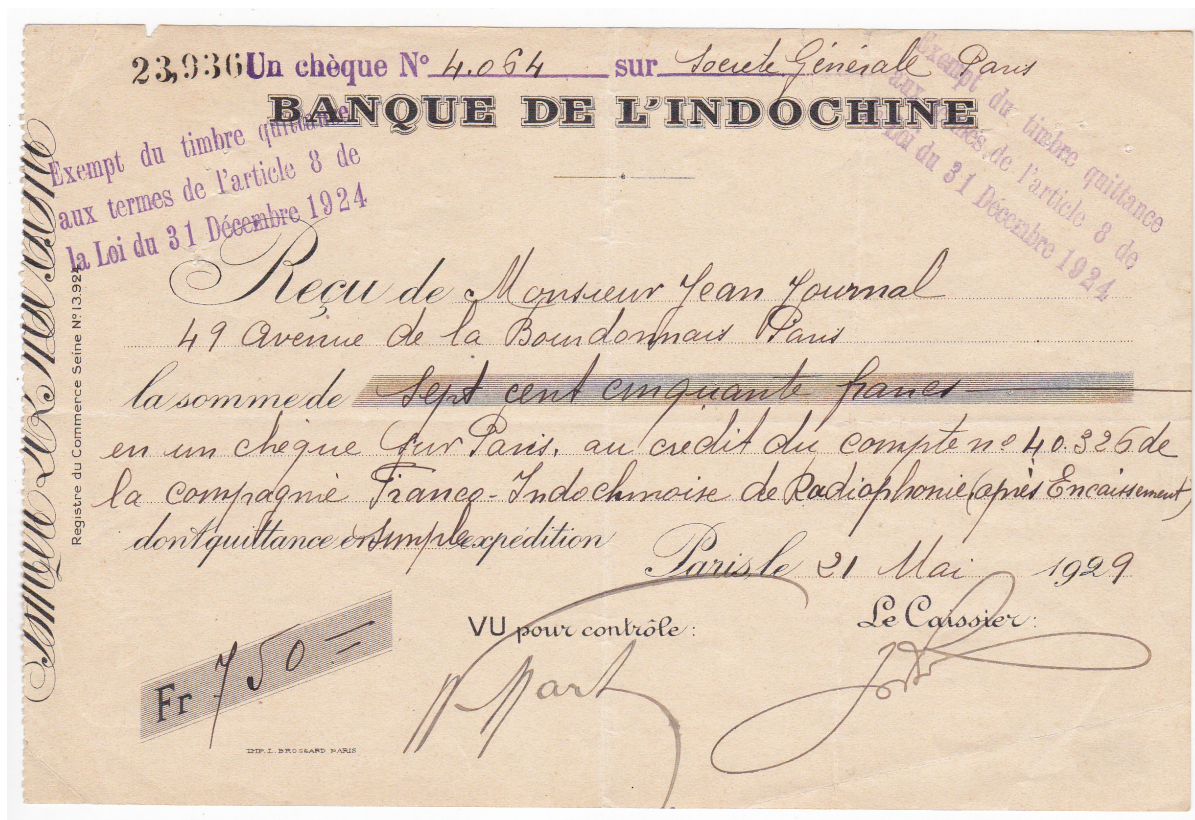 23,936 Un chèque Nº 4.064 sur Societé Générale Paris
BANQUE DE L'INDOCHINE
Exempt du timbre quittance
aux termes de l'article 8 de
la Loi du 31 Décembre 1924
Exempt du timbre quittance
aux termes de l'article 8 de
la Loi du 31 Décembre 1924
Reçu de Monsieur Jean Journal
49 Avenue de la Bourdonnais Paris
la somme de sept cent cinquante francs
en un chèque sur Paris, au crédit du compte nº 40.326 de
la compagnie Franco-Indochinoise de Radiophonie (après Encaissement)
dont quittance en simple expédition
Paris, le 21 Mai 1929
VU pour contrôle:
Le Caissier:
Fr 750 =
IMP. L. BROSSARD PARIS
Registre du Commerce Seine Nº 113.924